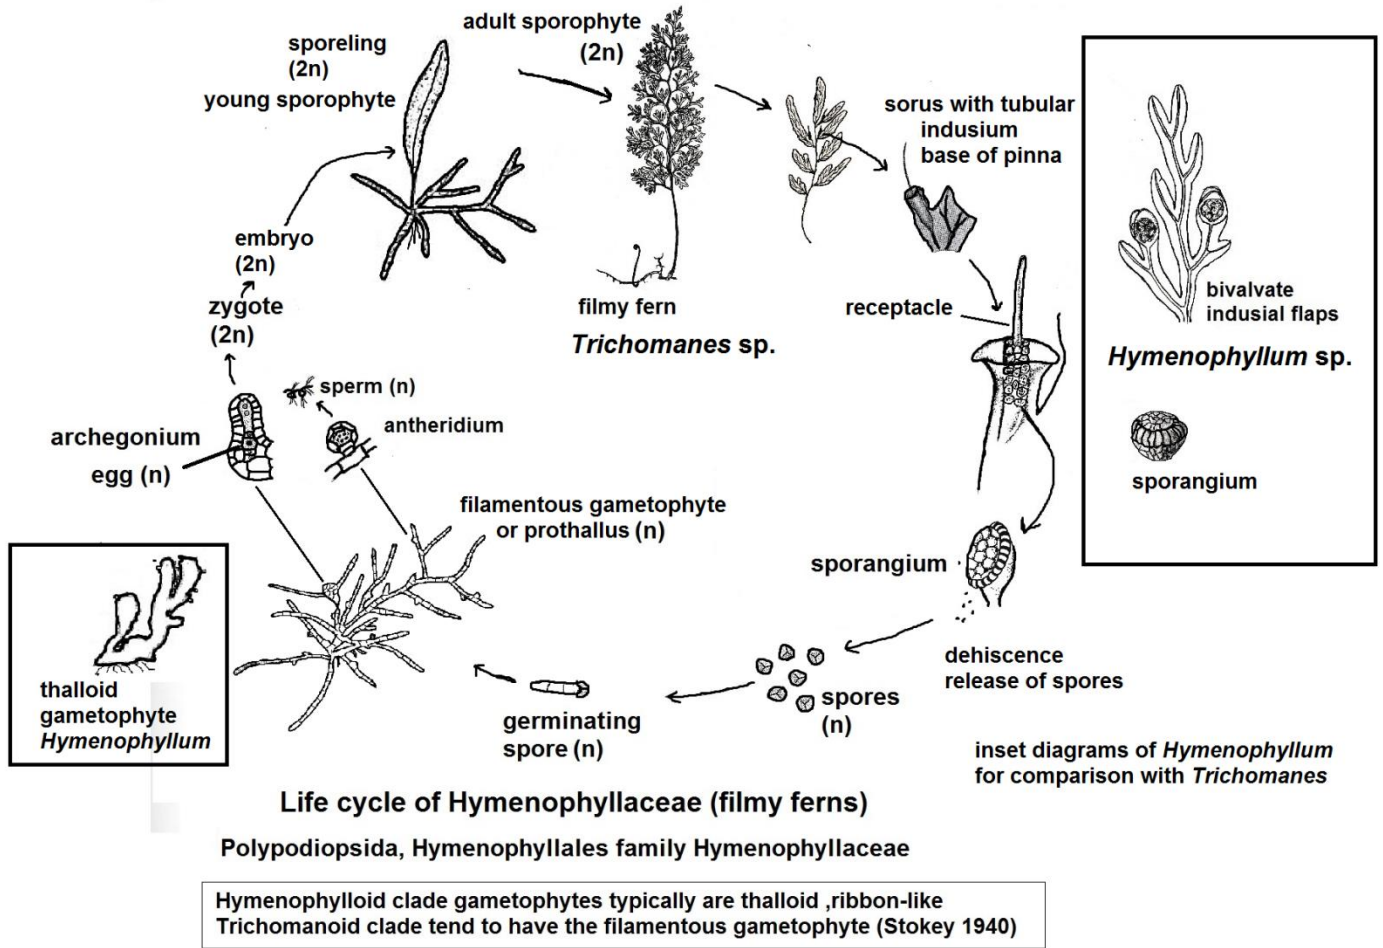 adult sporophyte
(2n)
sporeling
(2n)
young sporophyte
sorus with tubular
indusium
base of pinna
embryo
(2n)
zygote
(2n)
filmy fern
Trichomanes sp.
receptacle
bivalvate
indusial flaps
Hymenophyllum sp.
sporangium
sperm (n)
antheridium
archegonium
egg (n)
filamentous gametophyte
or prothallus (n)
sporangium
dehiscence
release of spores
spores
(n)
germinating
spore (n)
thalloid
gametophyte
Hymenophyllum
inset diagrams of Hymenophyllum
for comparison with Trichomanes
Life cycle of Hymenophyllaceae (filmy ferns)
Polypodiopsida, Hymenophyllales family Hymenophyllaceae
Hymenophylloid clade gametophytes typically are thalloid ,ribbon-like
Trichomanoid clade tend to have the filamentous gametophyte (Stokey 1940)